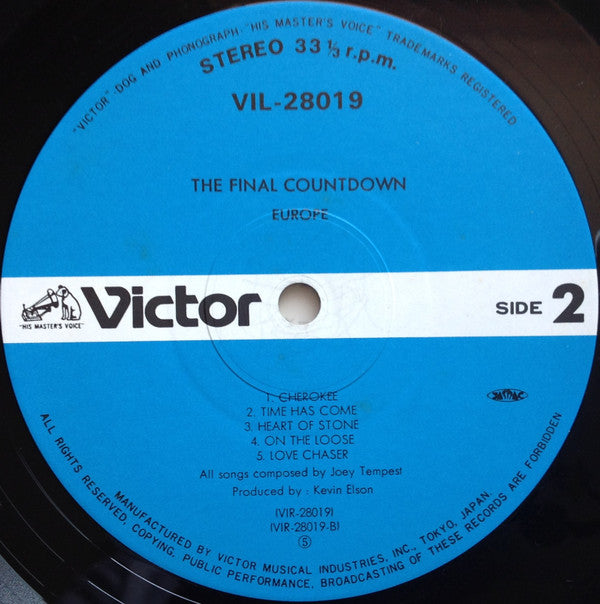 "VICTOR"-DOG AND PHONOGRAPH-"HIS MASTER'S VOICE" TRADEMARKS REGISTERED
STEREO 33⅓ r.p.m.
VIL-28019
THE FINAL COUNTDOWN
EUROPE
"HIS MASTER'S VOICE"
Victor
SIDE 2
1. CHEROKEE
2. TIME HAS COME
3. HEART OF STONE
4. ON THE LOOSE
5. LOVE CHASER
All songs composed by Joey Tempest
Produced by : Kevin Elson
(VIR-28019)
(VIR-28019-B)
Ⓢ
MANUFACTURED BY VICTOR MUSICAL INDUSTRIES, INC., TOKYO, JAPAN
ALL RIGHTS RESERVED, COPYING, PUBLIC PERFORMANCE, BROADCASTING OF THESE RECORDS ARE FORBIDDEN